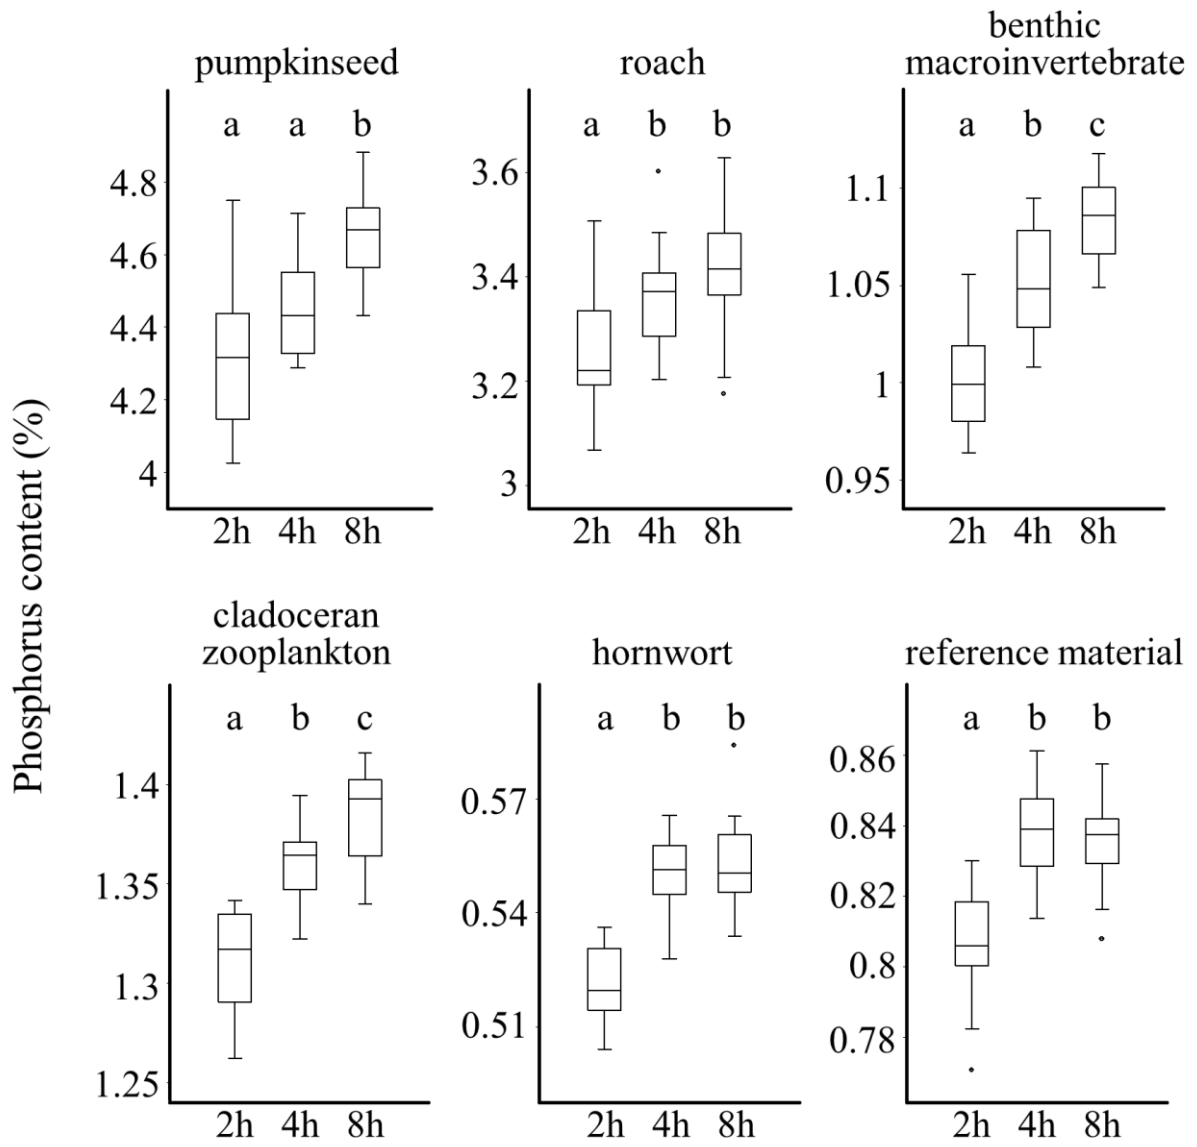 Phosphorus content (%)
pumpkinseed
a a b
4.8
4.6
4.4
4.2
4
2h 4h 8h
roach
a b b
3.6
3.4
3.2
3
2h 4h 8h
benthic
macroinvertebrate
a b c
1.1
1.05
1
0.95
2h 4h 8h
cladoceran
zooplankton
a b c
1.4
1.35
1.3
1.25
2h 4h 8h
hornwort
a b b
0.57
0.54
0.51
2h 4h 8h
reference material
a b b
0.86
0.84
0.82
0.8
0.78
2h 4h 8h